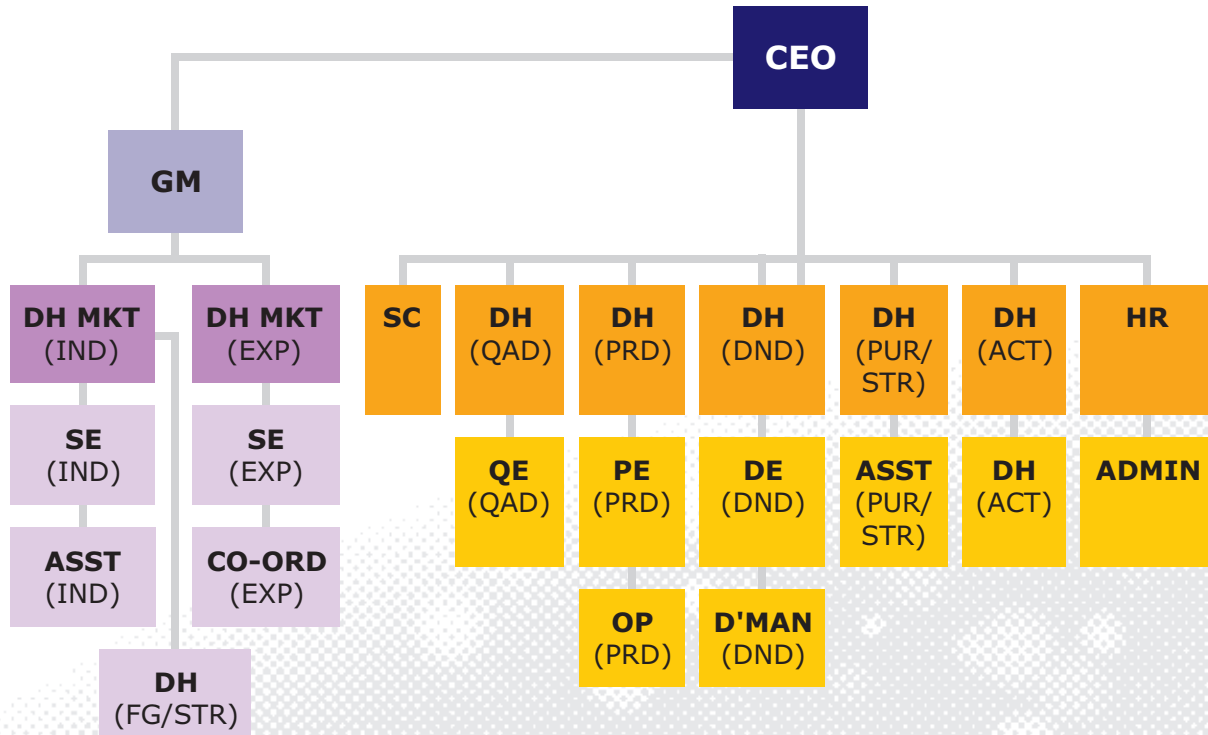 CEO
GM
DH MKT
(IND)
DH MKT
(EXP)
SC
DH
(QAD)
DH
(PRD)
DH
(DND)
DH
(PUR/
STR)
DH
(ACT)
HR
SE
(IND)
SE
(EXP)
QE
(QAD)
PE
(PRD)
DE
(DND)
ASST
(PUR/
STR)
DH
(ACT)
ADMIN
ASST
(IND)
CO-ORD
(EXP)
OP
(PRD)
D'MAN
(DND)
DH
(FG/STR)